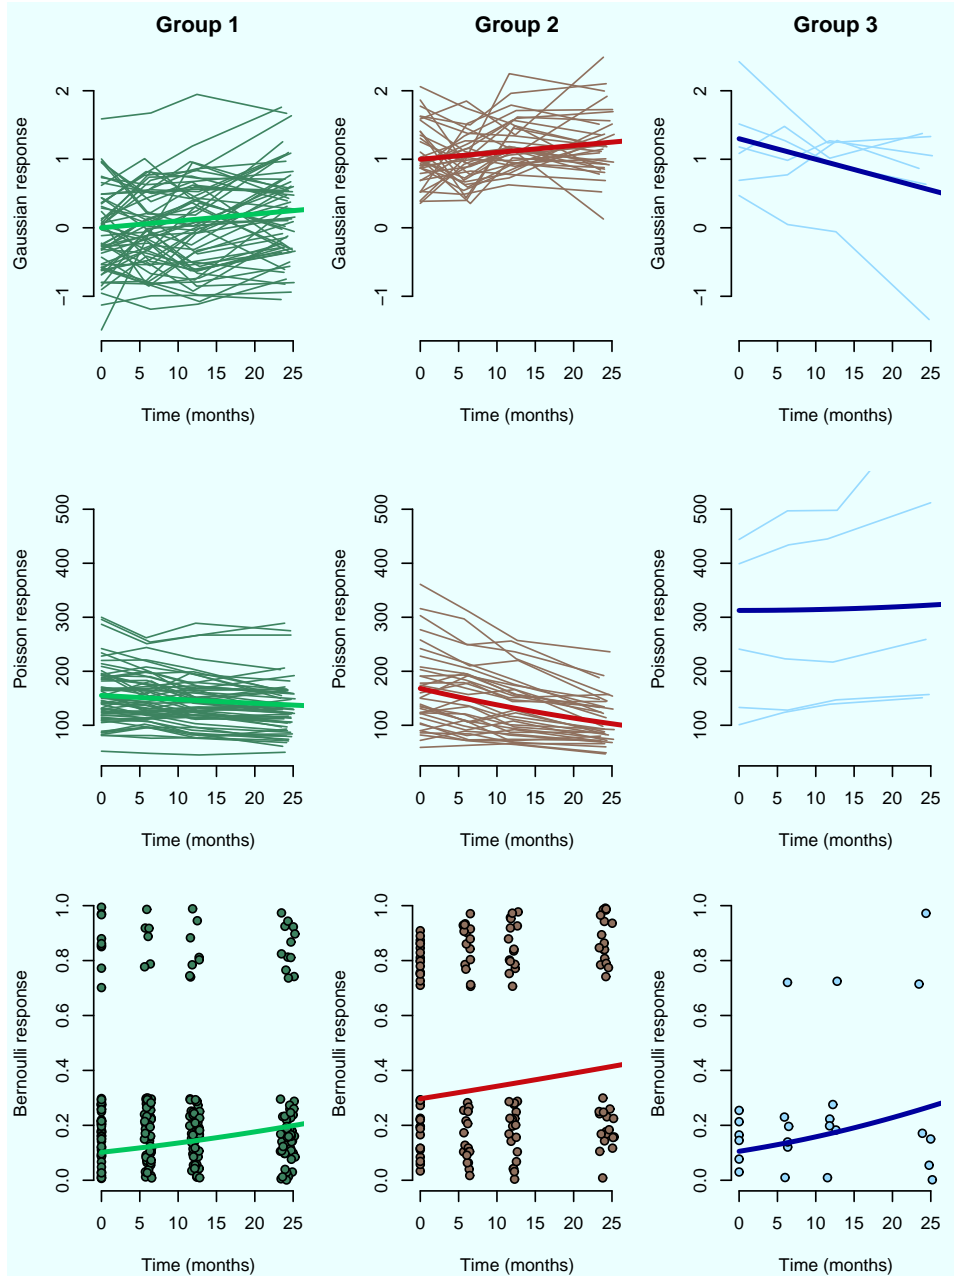 Group 1 Group 2 Group 3
Gaussian response Gaussian response Gaussian response
2 2 2
1 1 1
0 0 0
−1 −1 −1
0 5 10 15 20 25 0 5 10 15 20 25 0 5 10 15 20 25
Time (months) Time (months) Time (months)
Poisson response Poisson response Poisson response
500 500 500
400 400 400
300 300 300
200 200 200
100 100 100
0 5 10 15 20 25 0 5 10 15 20 25 0 5 10 15 20 25
Time (months) Time (months) Time (months)
Bernoulli response Bernoulli response Bernoulli response
1.0 1.0 1.0
0.8 0.8 0.8
0.6 0.6 0.6
0.4 0.4 0.4
0.2 0.2 0.2
0.0 0.0 0.0
0 5 10 15 20 25 0 5 10 15 20 25 0 5 10 15 20 25
Time (months) Time (months) Time (months)